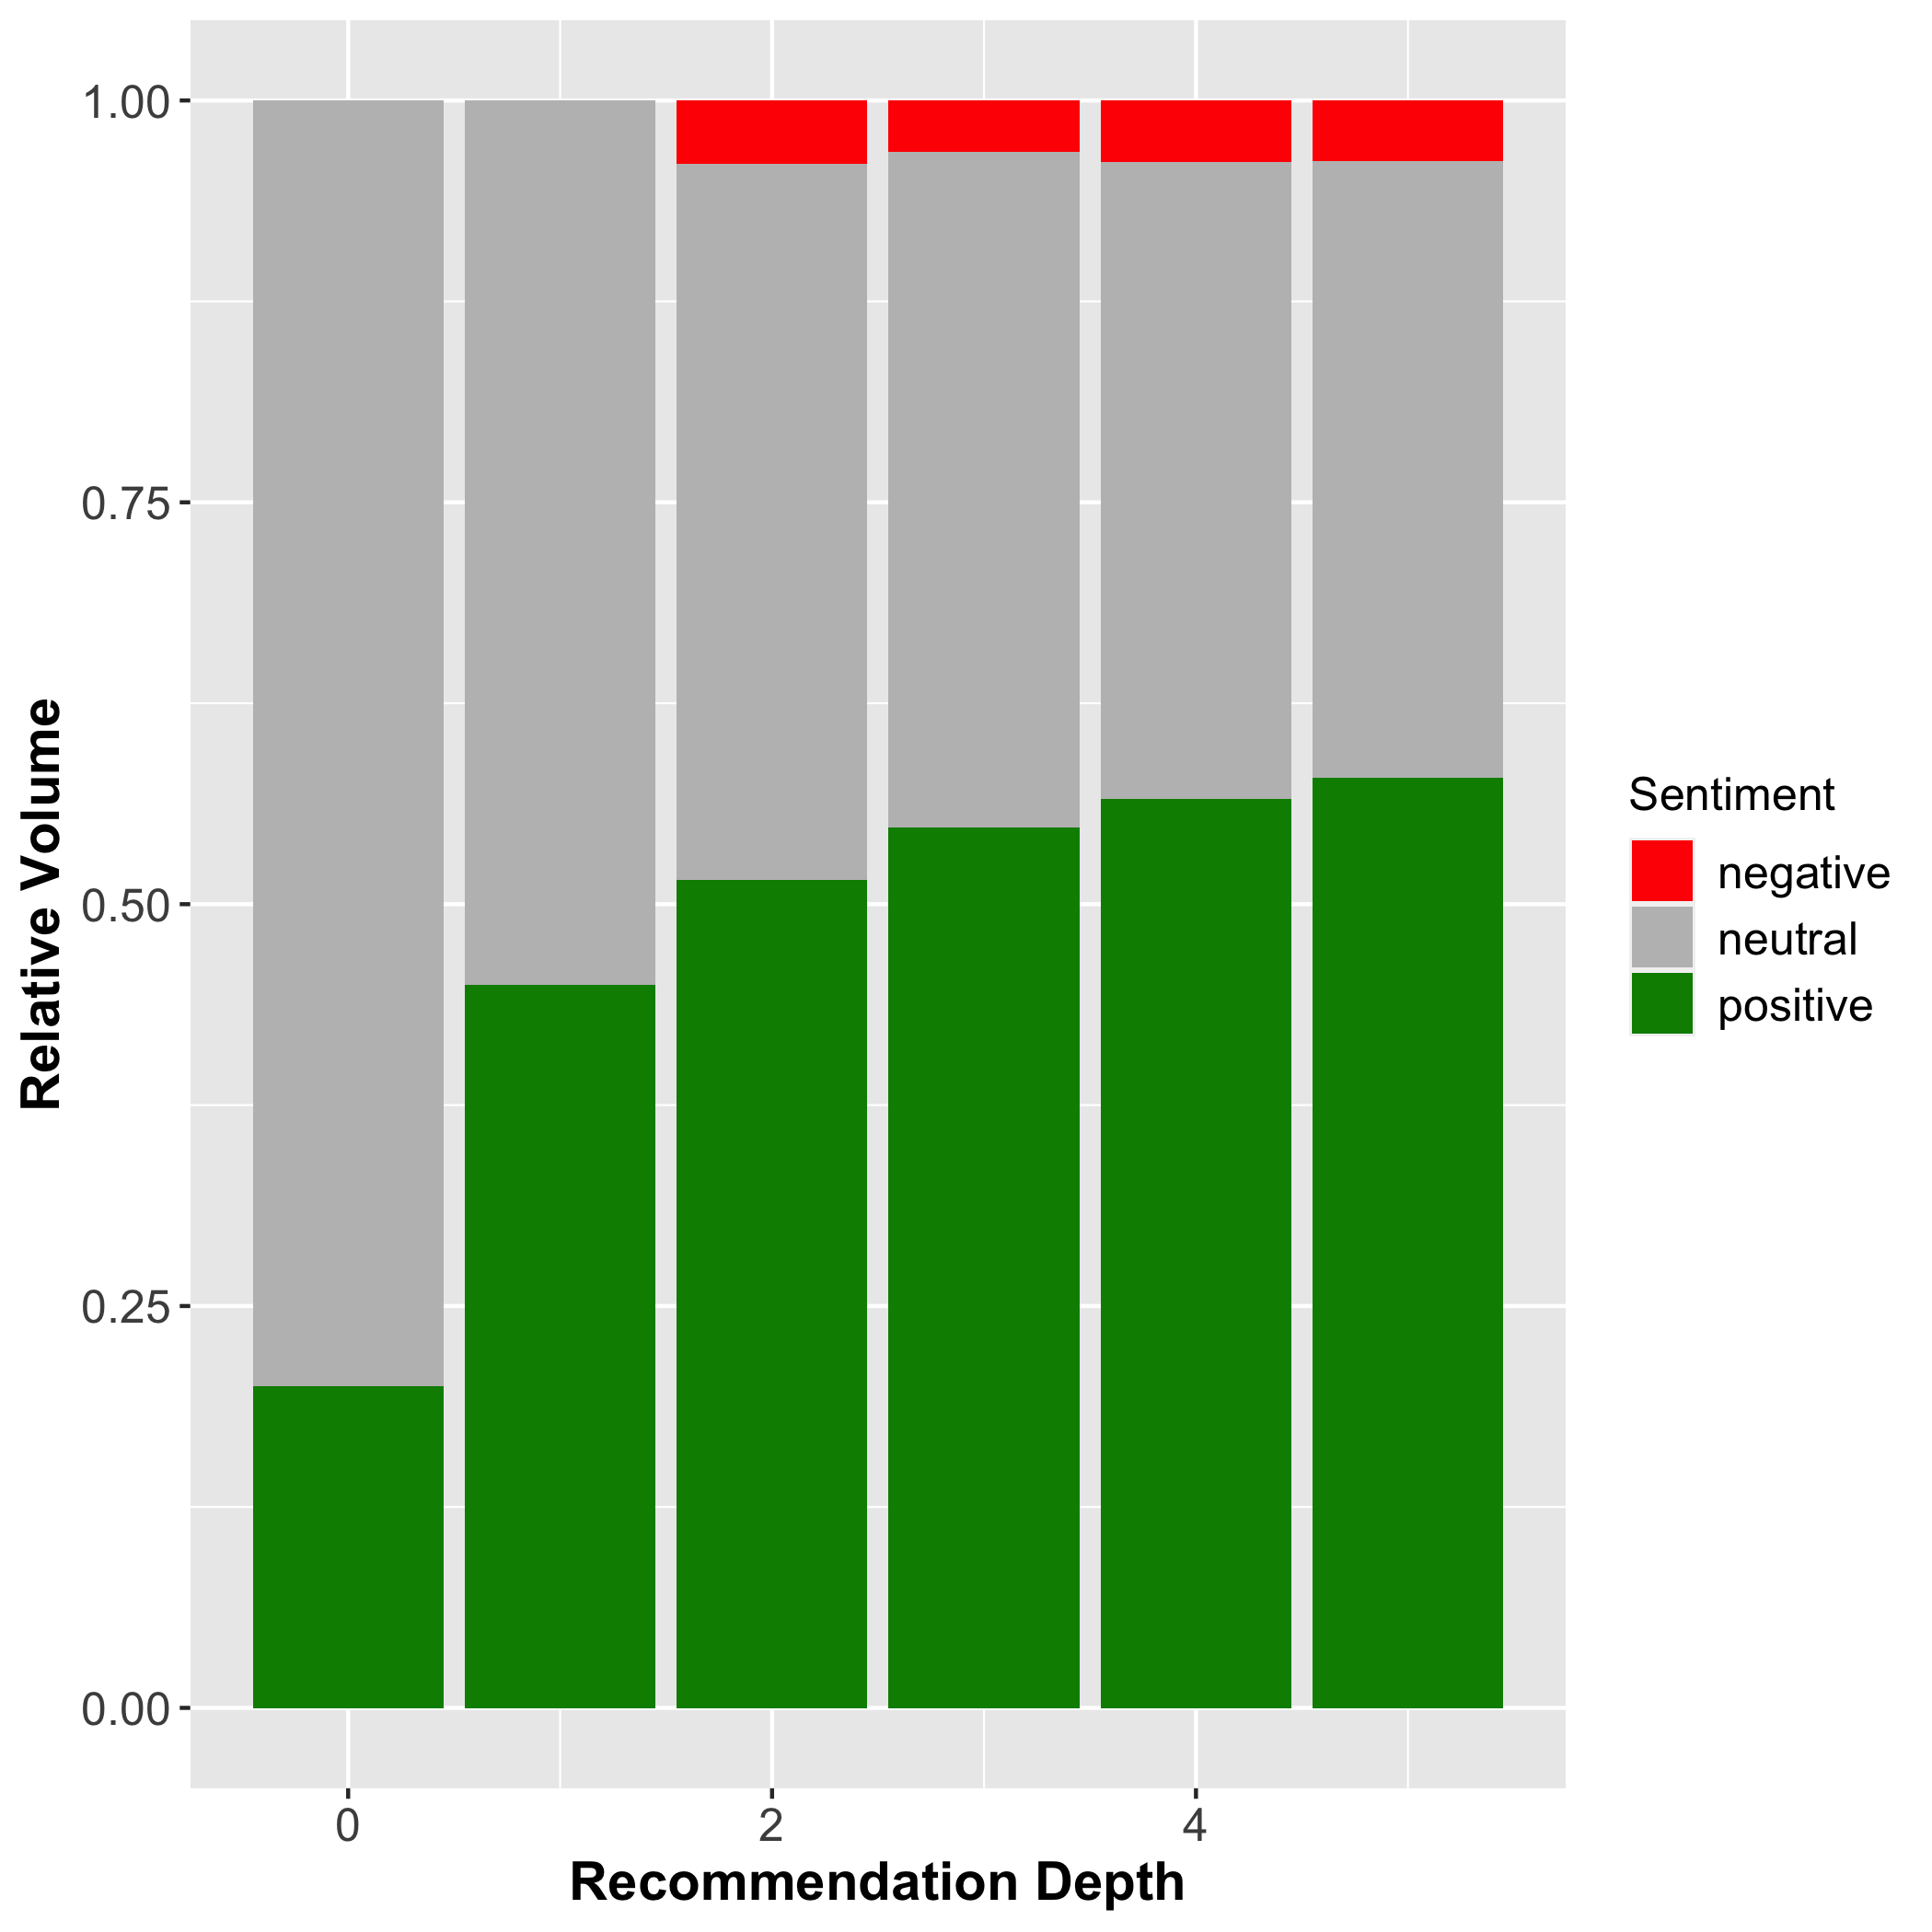 1.00
0.75
0.50
0.25
0.00
Relative Volume
0
2
4
Recommendation Depth
Sentiment
negative
neutral
positive